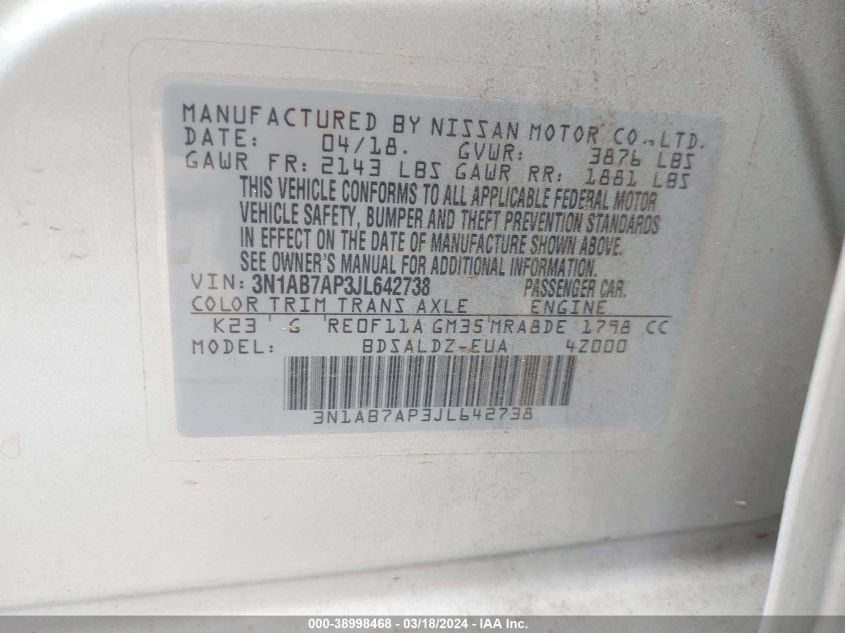 MANUFACTURED BY NISSAN MOTOR CO.,LTD.
DATE: 04/18. GVWR: 3876 LBS
GAWR FR: 2143 LBS GAWR RR: 1881 LBS
THIS VEHICLE CONFORMS TO ALL APPLICABLE FEDERAL MOTOR
VEHICLE SAFETY, BUMPER AND THEFT PREVENTION STANDARDS
IN EFFECT ON THE DATE OF MANUFACTURE SHOWN ABOVE.
SEE OWNER'S MANUAL FOR ADDITIONAL INFORMATION.
VIN: 3N1AB7AP3JL642738 PASSENGER CAR.
COLOR TRIM TRANS AXLE ENGINE
K23 G RE0F11A GM35 MRA8DE 1798 CC
MODEL: BDSALDZ-EUA 4Z000
3N1AB7AP3JL642738
000-38998468 - 03/18/2024 - IAA Inc.